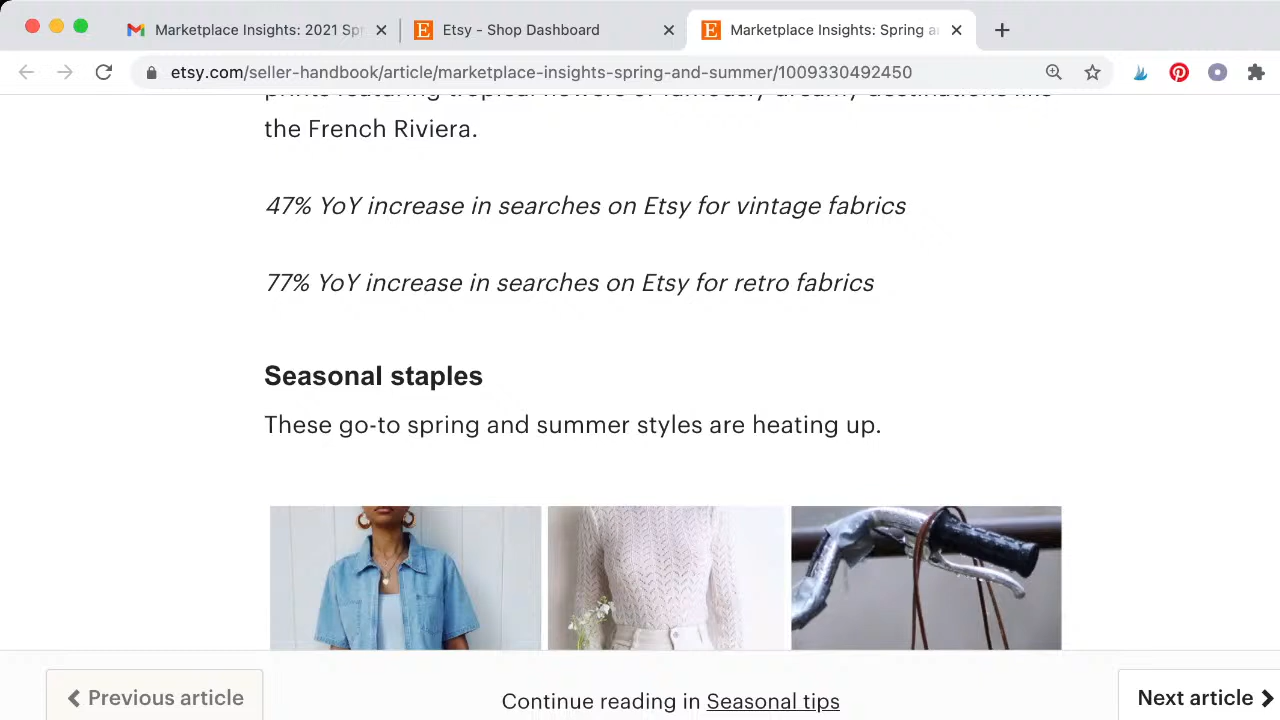 Marketplace Insights: 2021 Spr
Etsy - Shop Dashboard
Marketplace Insights: Spring a
etsy.com/seller-handbook/article/marketplace-insights-spring-and-summer/1009330492450
prints featuring tropical flowers or famously dreamy destinations like
the French Riviera.
47% YoY increase in searches on Etsy for vintage fabrics
77% YoY increase in searches on Etsy for retro fabrics
Seasonal staples
These go-to spring and summer styles are heating up.
Previous article
Continue reading in Seasonal tips
Next article